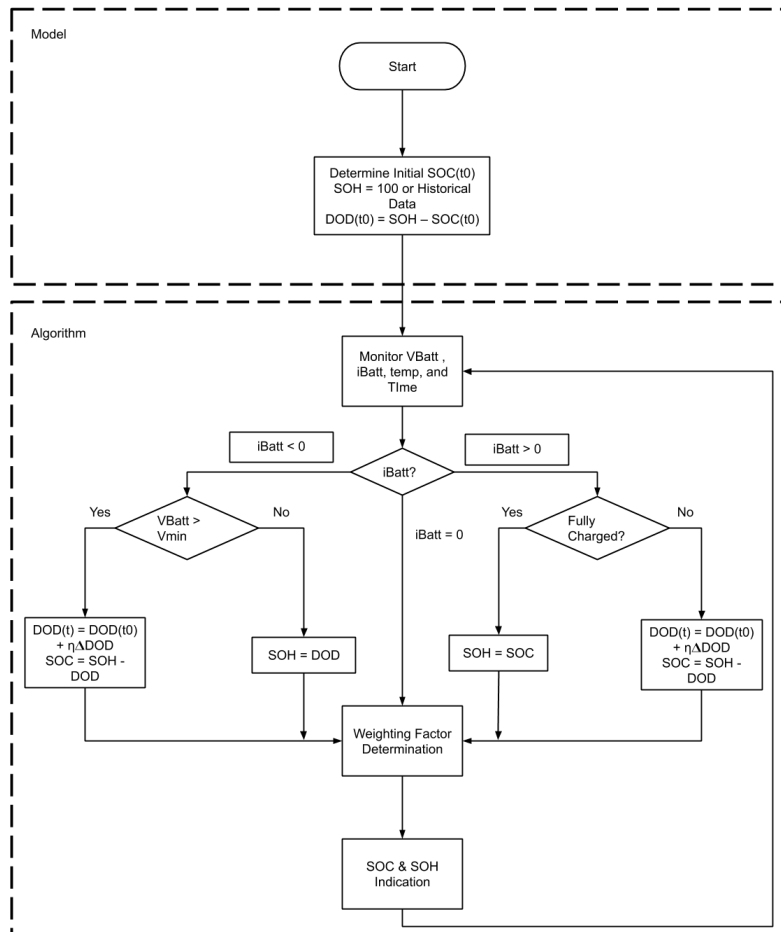 Model
Start
Determine Initial SOC(t0)
SOH = 100 or Historical
Data
DOD(t0) = SOH – SOC(t0)
Algorithm
Monitor VBatt ,
iBatt, temp, and
TIme
iBatt < 0
iBatt > 0
iBatt?
Yes
VBatt >
Vmin
No
iBatt = 0
Yes
Fully
Charged?
No
DOD(t) = DOD(t0)
+ η∆DOD
SOC = SOH -
DOD
SOH = DOD
SOH = SOC
DOD(t) = DOD(t0)
+ η∆DOD
SOC = SOH -
DOD
Weighting Factor
Determination
SOC & SOH
Indication